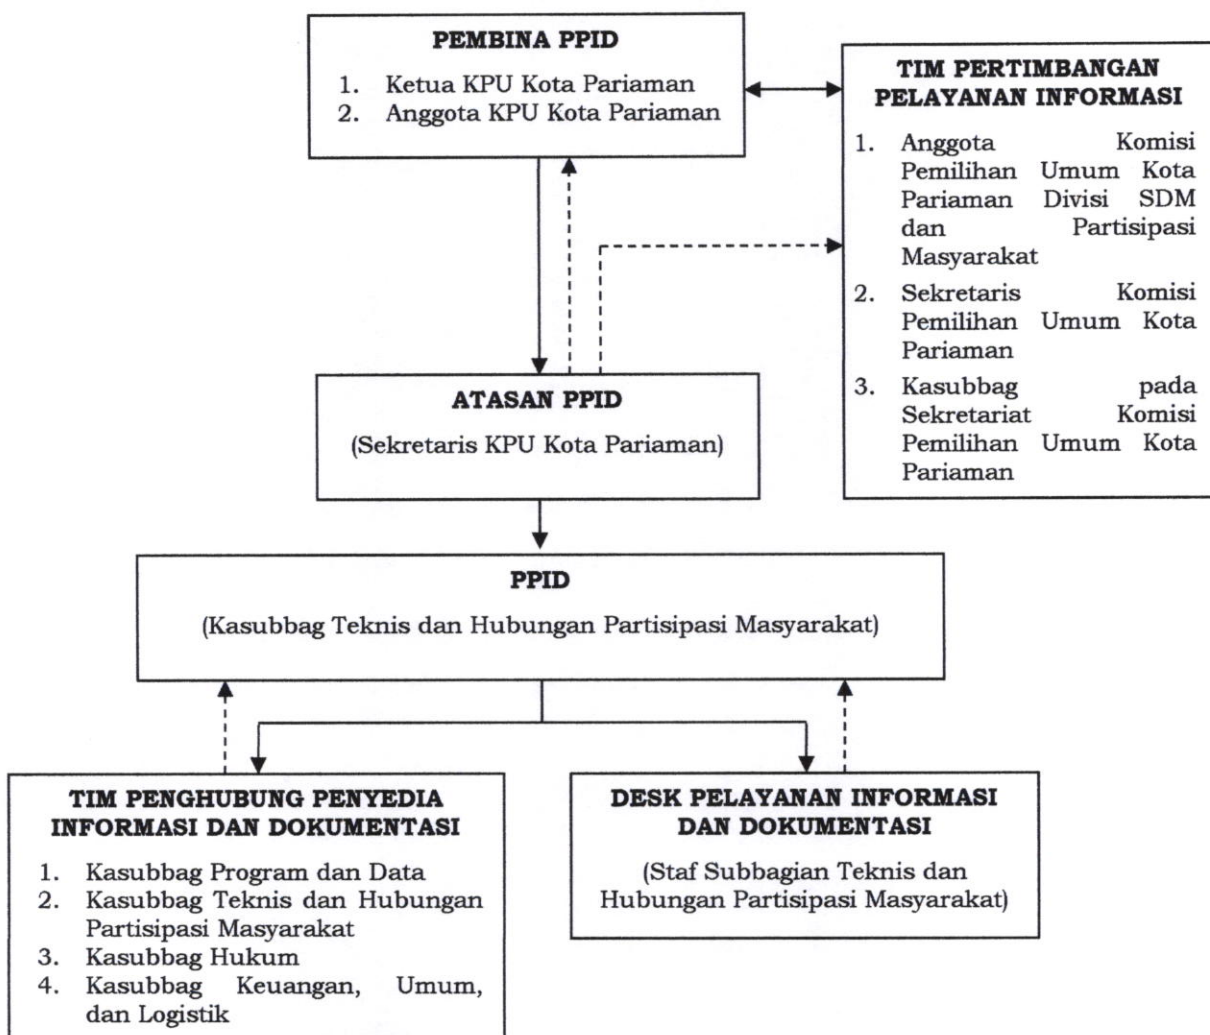 PEMBINA PPID
1. Ketua KPU Kota Pariaman
2. Anggota KPU Kota Pariaman
TIM PERTIMBANGAN
PELAYANAN INFORMASI
1. Anggota Komisi
Pemilihan Umum Kota
Pariaman Divisi SDM
dan Partisipasi
Masyarakat
2. Sekretaris Komisi
Pemilihan Umum Kota
Pariaman
3. Kasubbag pada
Sekretariat Komisi
Pemilihan Umum Kota
Pariaman
ATASAN PPID
(Sekretaris KPU Kota Pariaman)
PPID
(Kasubbag Teknis dan Hubungan Partisipasi Masyarakat)
TIM PENGHUBUNG PENYEDIA
INFORMASI DAN DOKUMENTASI
1. Kasubbag Program dan Data
2. Kasubbag Teknis dan Hubungan
Partisipasi Masyarakat
3. Kasubbag Hukum
4. Kasubbag Keuangan, Umum,
dan Logistik
DESK PELAYANAN INFORMASI
DAN DOKUMENTASI
(Staf Subbagian Teknis dan
Hubungan Partisipasi Masyarakat)